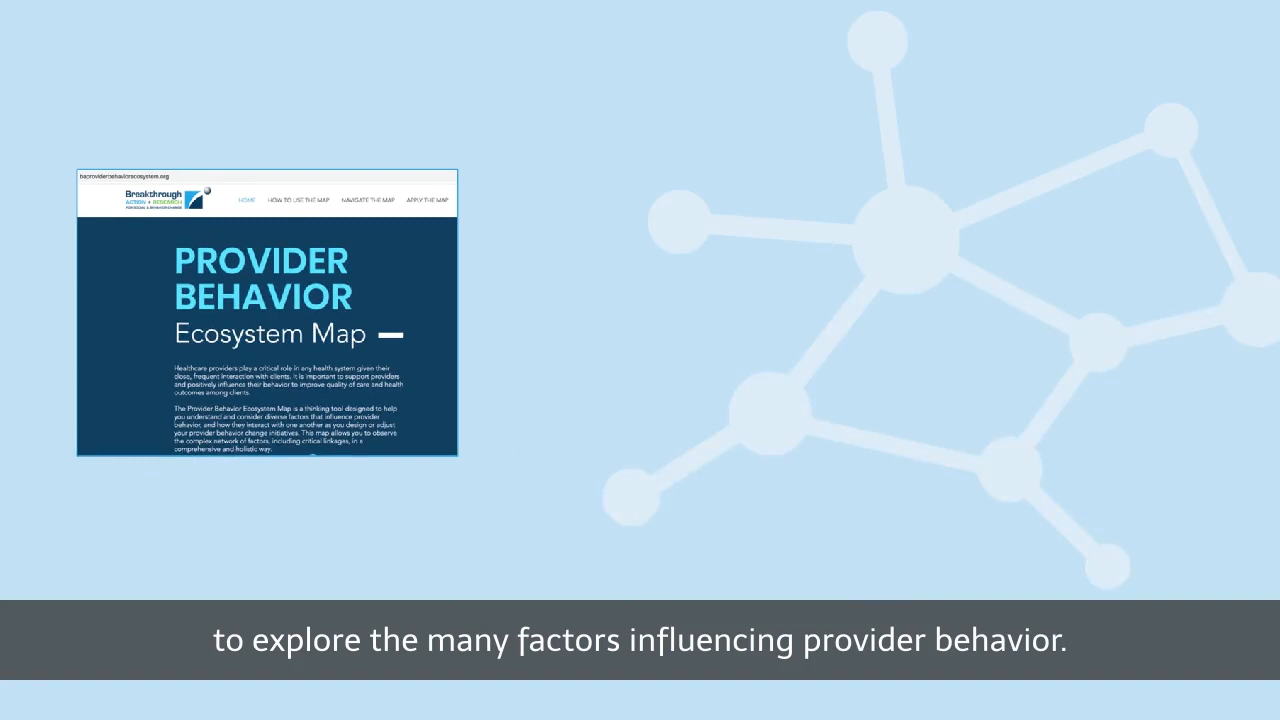 baproviderbehaviorecosystem.org
Breakthrough
ACTION + RESEARCH
FOR SOCIAL & BEHAVIOR CHANGE
HOME HOW TO USE THE MAP NAVIGATE THE MAP APPLY THE MAP
PROVIDER
BEHAVIOR
Ecosystem Map
Healthcare providers play a critical role in any health system given their
close, frequent interaction with clients. It is important to support providers
and positively influence their behavior to improve quality of care and health
outcomes among clients.
The Provider Behavior Ecosystem Map is a thinking tool designed to help
you understand and consider diverse factors that influence provider
behavior, and how they interact with one another as you design or adjust
your provider behavior change initiatives. This map allows you to observe
the complex network of factors, including critical linkages, in a
comprehensive and holistic way.
to explore the many factors influencing provider behavior.